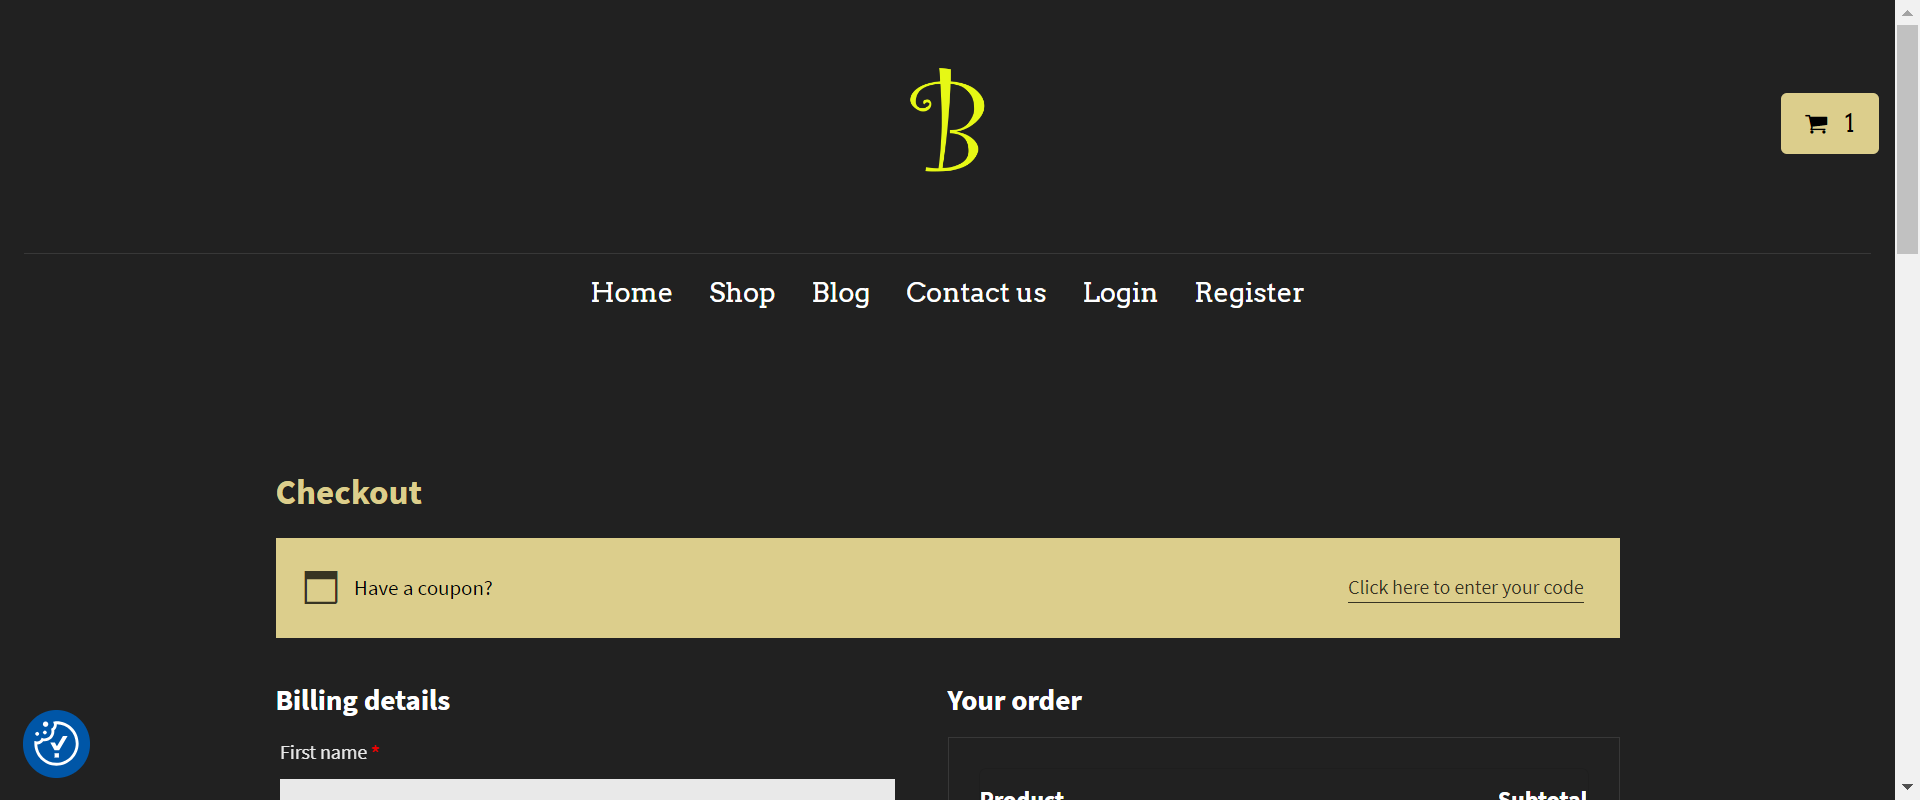 B
1
Home Shop Blog Contact us Login Register
Checkout
Have a coupon? Click here to enter your code
Billing details Your order
First name *
Product Subtotal